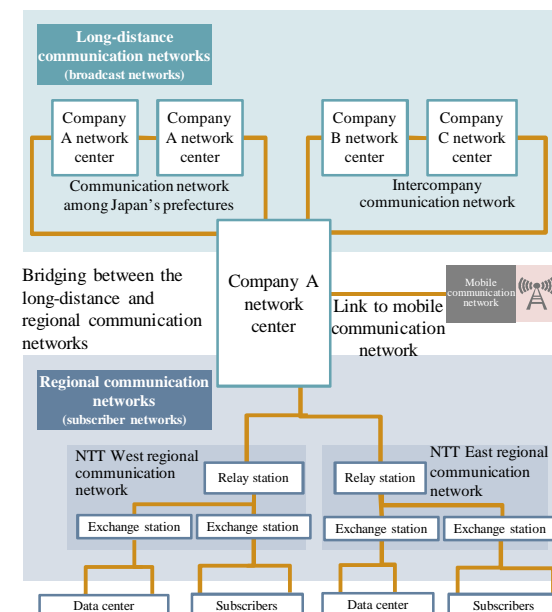 Long-distance
communication networks
(broadcast networks)
Company
A network
center
Company
A network
center
Company
B network
center
Company
C network
center
Communication network
among Japan's prefectures
Intercompany
communication network
Bridging between the
long-distance and
regional communication
networks
Company A
network
center
Link to mobile
communication
network
Mobile
communication
network
Regional communication
networks
(subscriber networks)
NTT West regional
communication
network
Relay station
Exchange station
Exchange station
NTT East regional
communication
network
Relay station
Exchange station
Exchange station
Data center
Subscribers
Data center
Subscribers